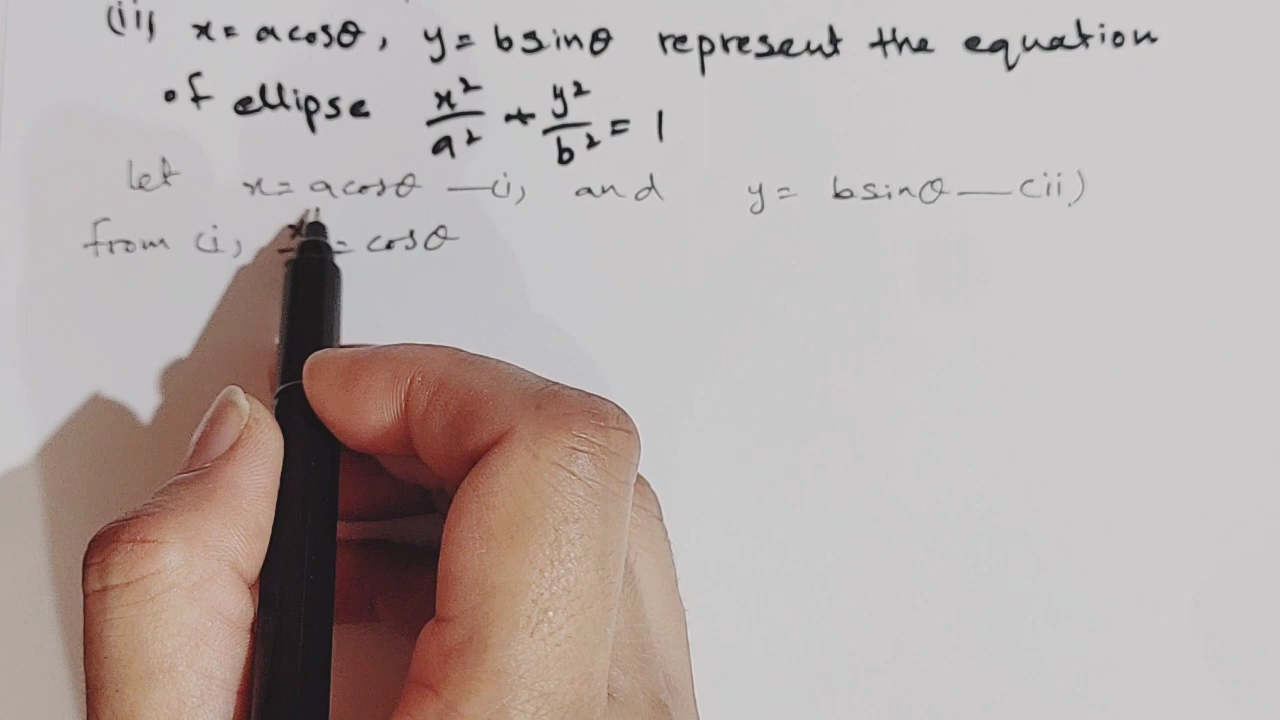 (ii) x = acosθ, y = bsinθ represent the equation
of ellipse x²/a² + y²/b² = 1
let x = acosθ —(i) and y = bsinθ —(ii)
from (i) x = cosθ